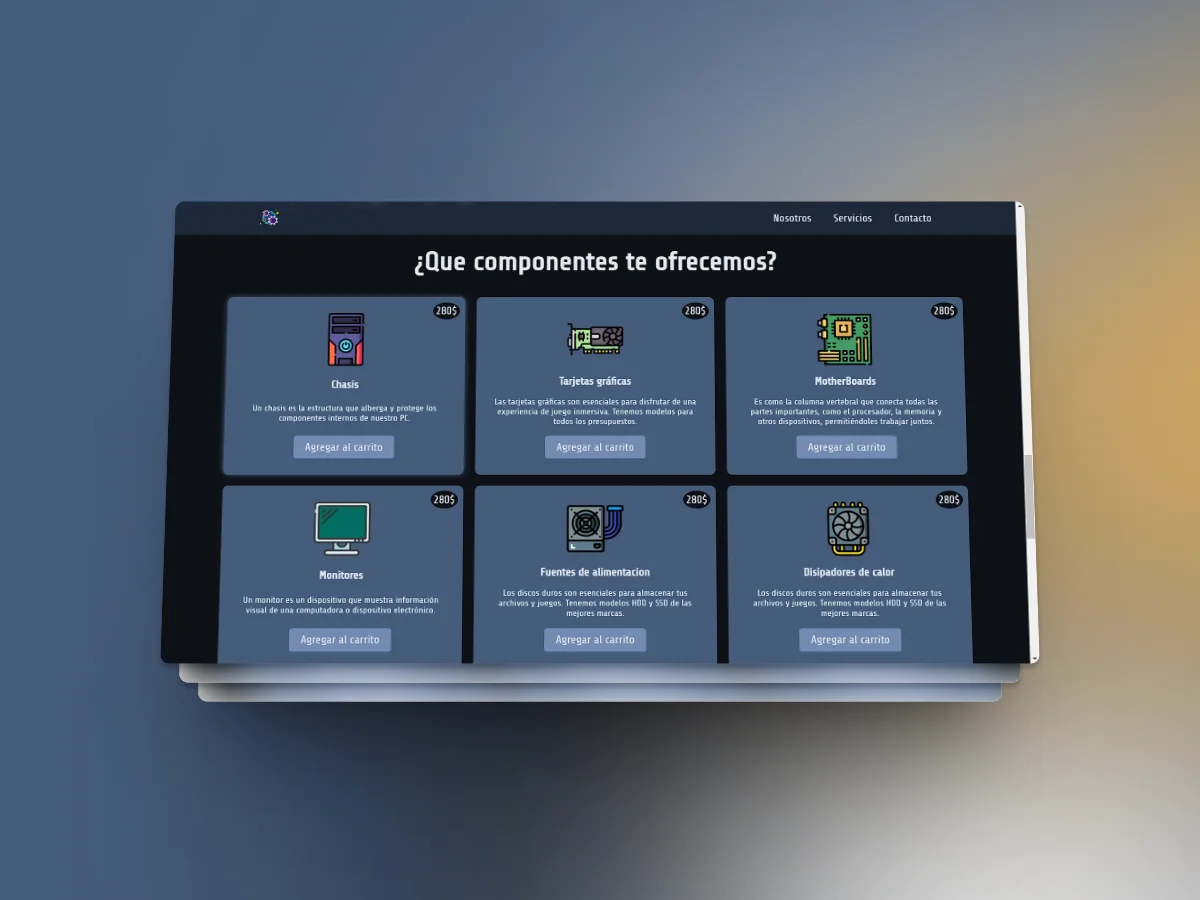 Nosotros Servicios Contacto
¿Que componentes te ofrecemos?
280$
Chasis
Un chasis es la estructura que alberga y protege los
componentes internos de nuestro PC.
Agregar al carrito
280$
Tarjetas gráficas
Las tarjetas gráficas son esenciales para disfrutar de una
experiencia de juego inmersiva. Tenemos modelos para
todos los presupuestos.
Agregar al carrito
280$
MotherBoards
Es como la columna vertebral que conecta todas las
partes importantes, como el procesador, la memoria y
otros dispositivos, permitiéndoles trabajar juntos.
Agregar al carrito
280$
Monitores
Un monitor es un dispositivo que muestra información
visual de una computadora o dispositivo electrónico.
Agregar al carrito
280$
Fuentes de alimentacion
Los discos duros son esenciales para almacenar tus
archivos y juegos. Tenemos modelos HDD y SSD de las
mejores marcas.
Agregar al carrito
280$
Disipadores de calor
Los discos duros son esenciales para almacenar tus
archivos y juegos. Tenemos modelos HDD y SSD de las
mejores marcas.
Agregar al carrito